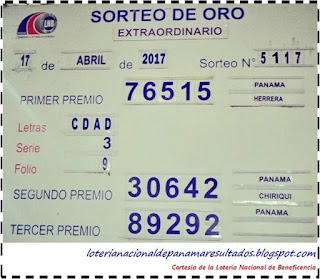 LNB
SORTEO DE ORO
EXTRAORDINARIO
17 de ABRIL de 2017 Sorteo N° 5117
PRIMER PREMIO 76515 PANAMA
HERRERA
Letras CDAD
Serie 3
Folio 9
SEGUNDO PREMIO 30642 PANAMA
CHIRIQUI
TERCER PREMIO 89292 PANAMA
loterianacionaldepanamaresultados.blogspot.com
Cortesía de la Lotería Nacional de Beneficencia